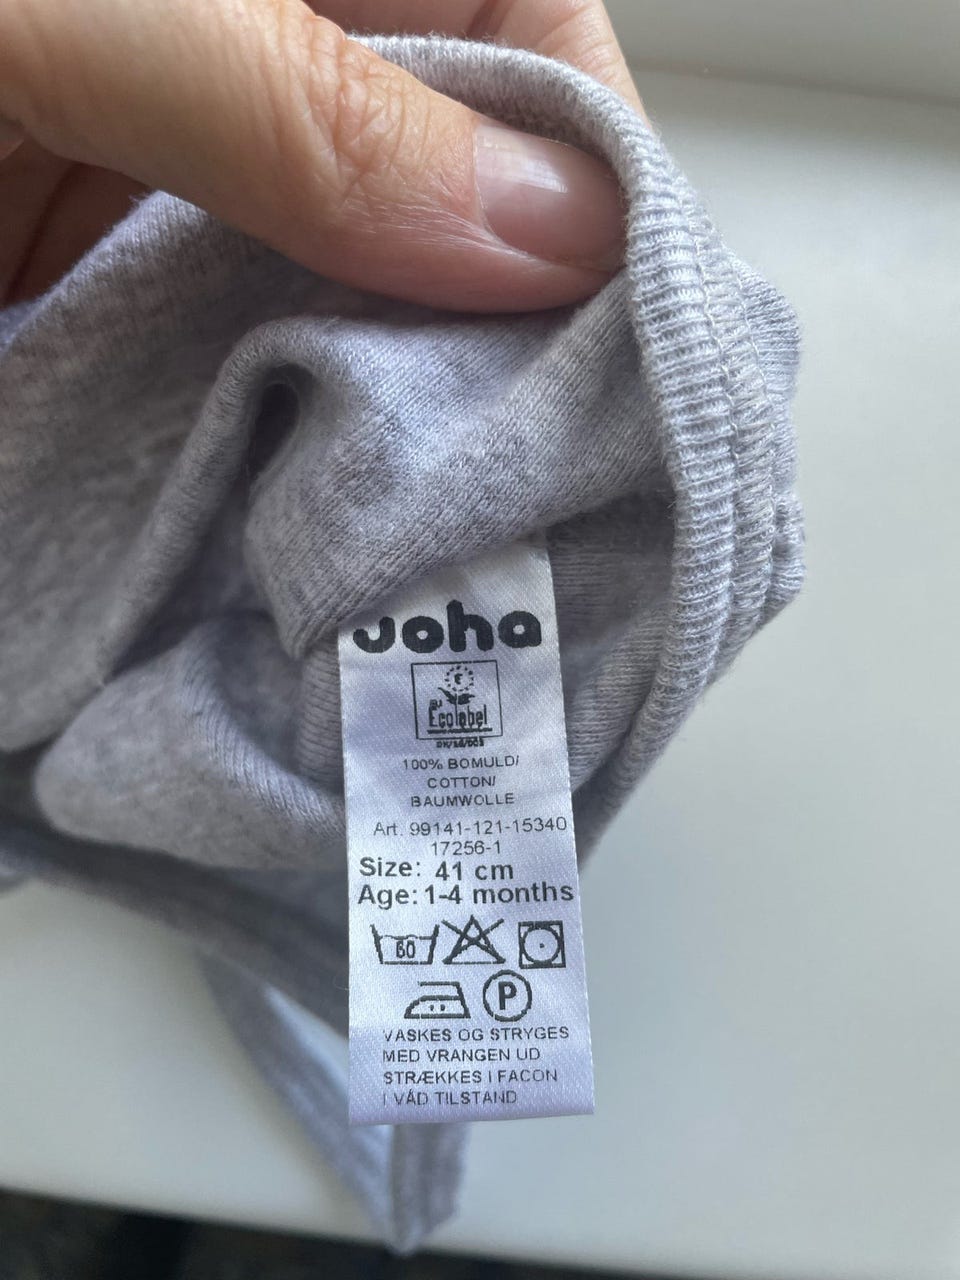 Joha
EU
Ecolabel
100% BOMULD/
COTTON/
BAUMWOLLE
Art. 99141-121-15340
17256-1
Size: 41 cm
Age: 1-4 months
60
P
VASKES OG STRYGES
MED VRANGEN UD
STRÆKKES I FACON
I VÅD TILSTAND